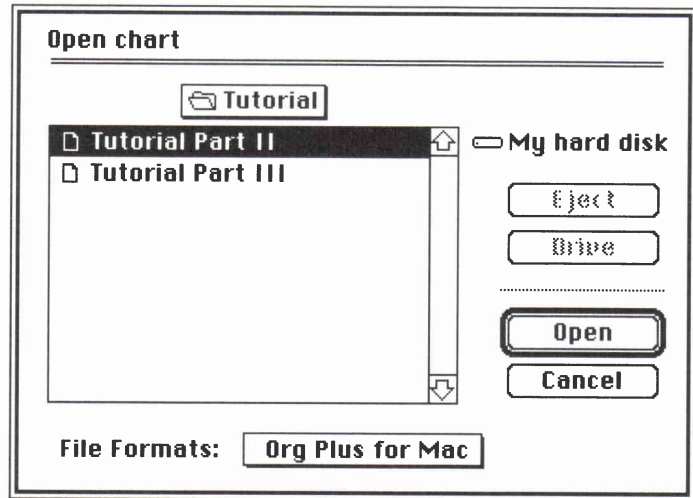 Open chart
Tutorial
Tutorial Part II
Tutorial Part III
My hard disk
Eject
Drive
Open
Cancel
File Formats: Org Plus for Mac